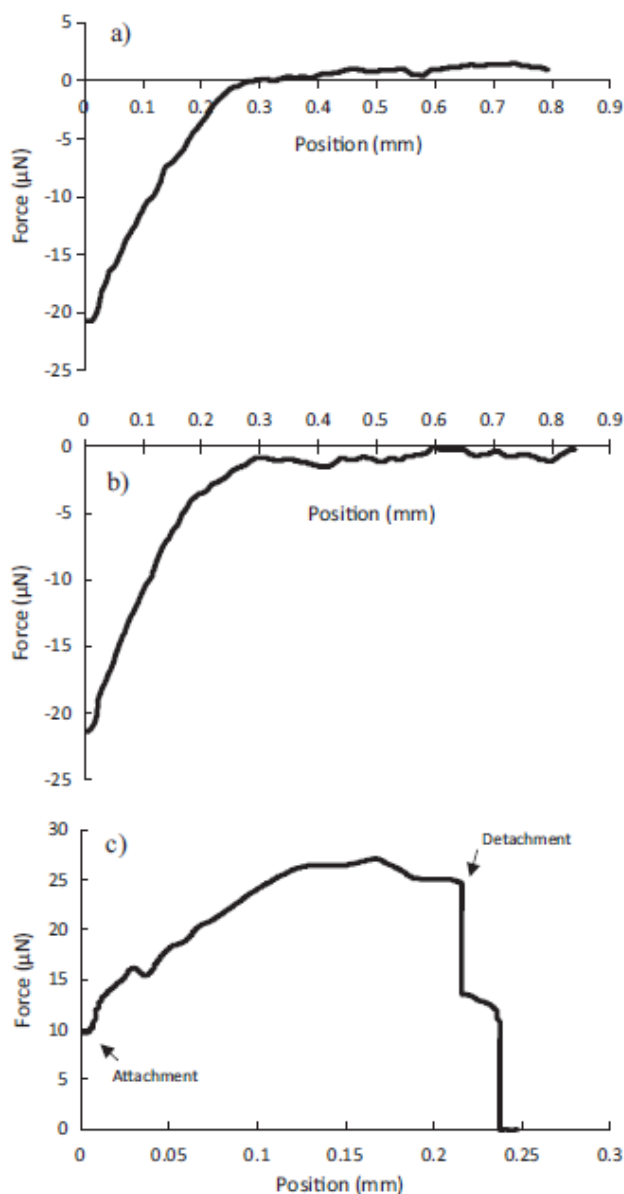 a)
5
0
-5
-10
-15
-20
-25
Force (µN)
0 0.1 0.2 0.3 0.4 0.5 0.6 0.7 0.8 0.9
Position (mm)
b)
0 0.1 0.2 0.3 0.4 0.5 0.6 0.7 0.8 0.9
0
-5
-10
-15
-20
-25
Force (µN)
Position (mm)
c)
30
25
20
15
10
5
0
Force (µN)
Detachment
Attachment
0 0.05 0.1 0.15 0.2 0.25 0.3
Position (mm)